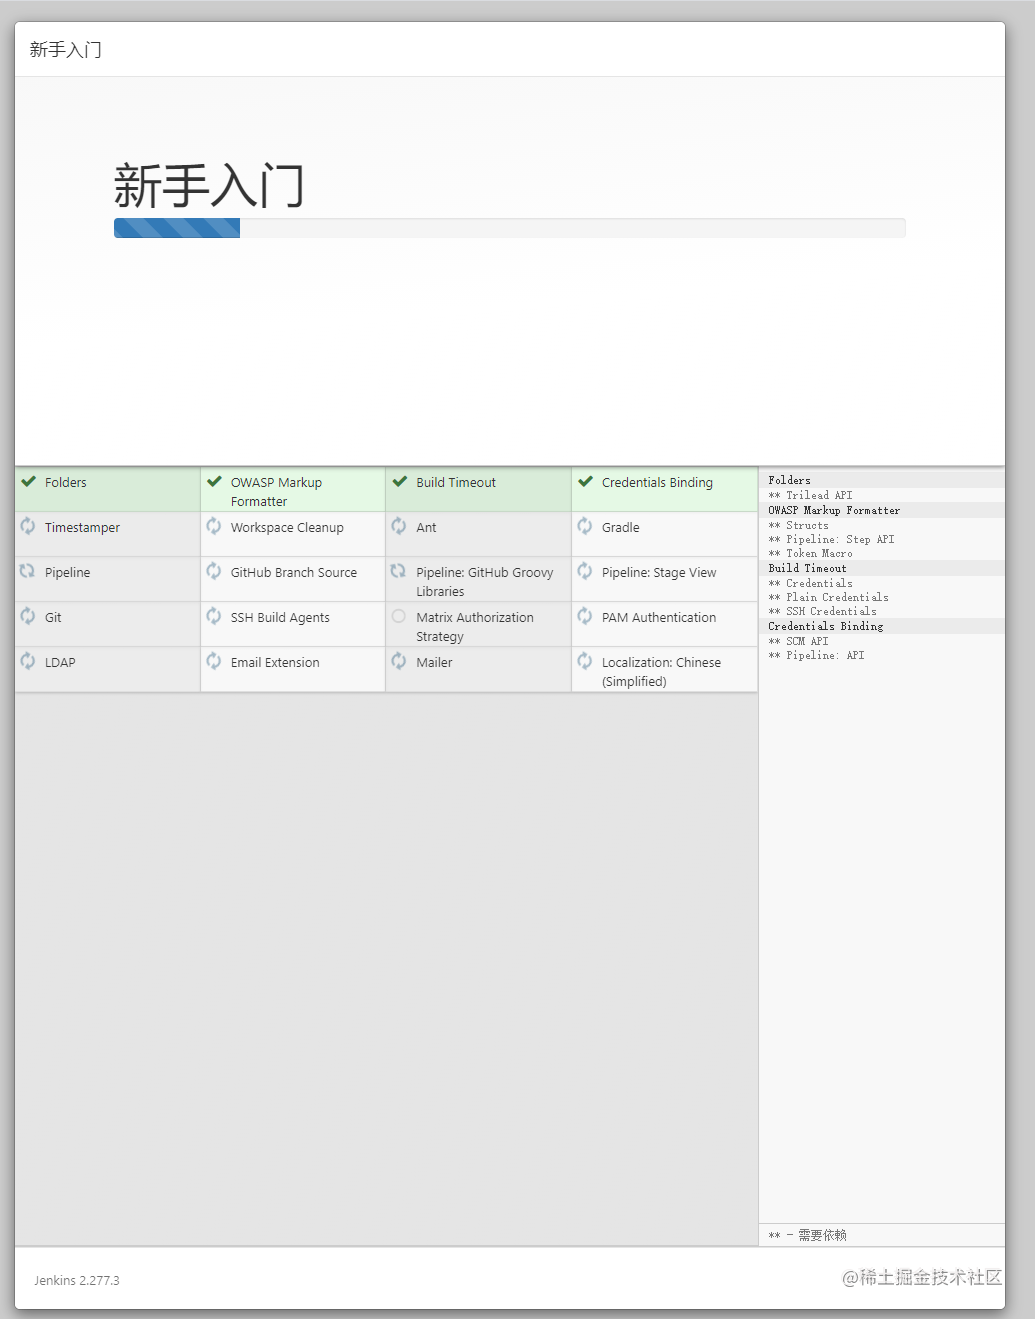 新手入门
新手入门
Folders
OWASP Markup
Formatter
Build Timeout
Credentials Binding
Timestamper
Workspace Cleanup
Ant
Gradle
Pipeline
GitHub Branch Source
Pipeline: GitHub Groovy
Libraries
Pipeline: Stage View
Git
SSH Build Agents
Matrix Authorization
Strategy
PAM Authentication
LDAP
Email Extension
Mailer
Localization: Chinese
(Simplified)
Folders
** Trilead API
OWASP Markup Formatter
** Structs
** Pipeline: Step API
** Token Macro
Build Timeout
** Credentials
** Plain Credentials
** SSH Credentials
Credentials Binding
** SCM API
** Pipeline: API
** - 需要依赖
Jenkins 2.277.3
@稀土掘金技术社区